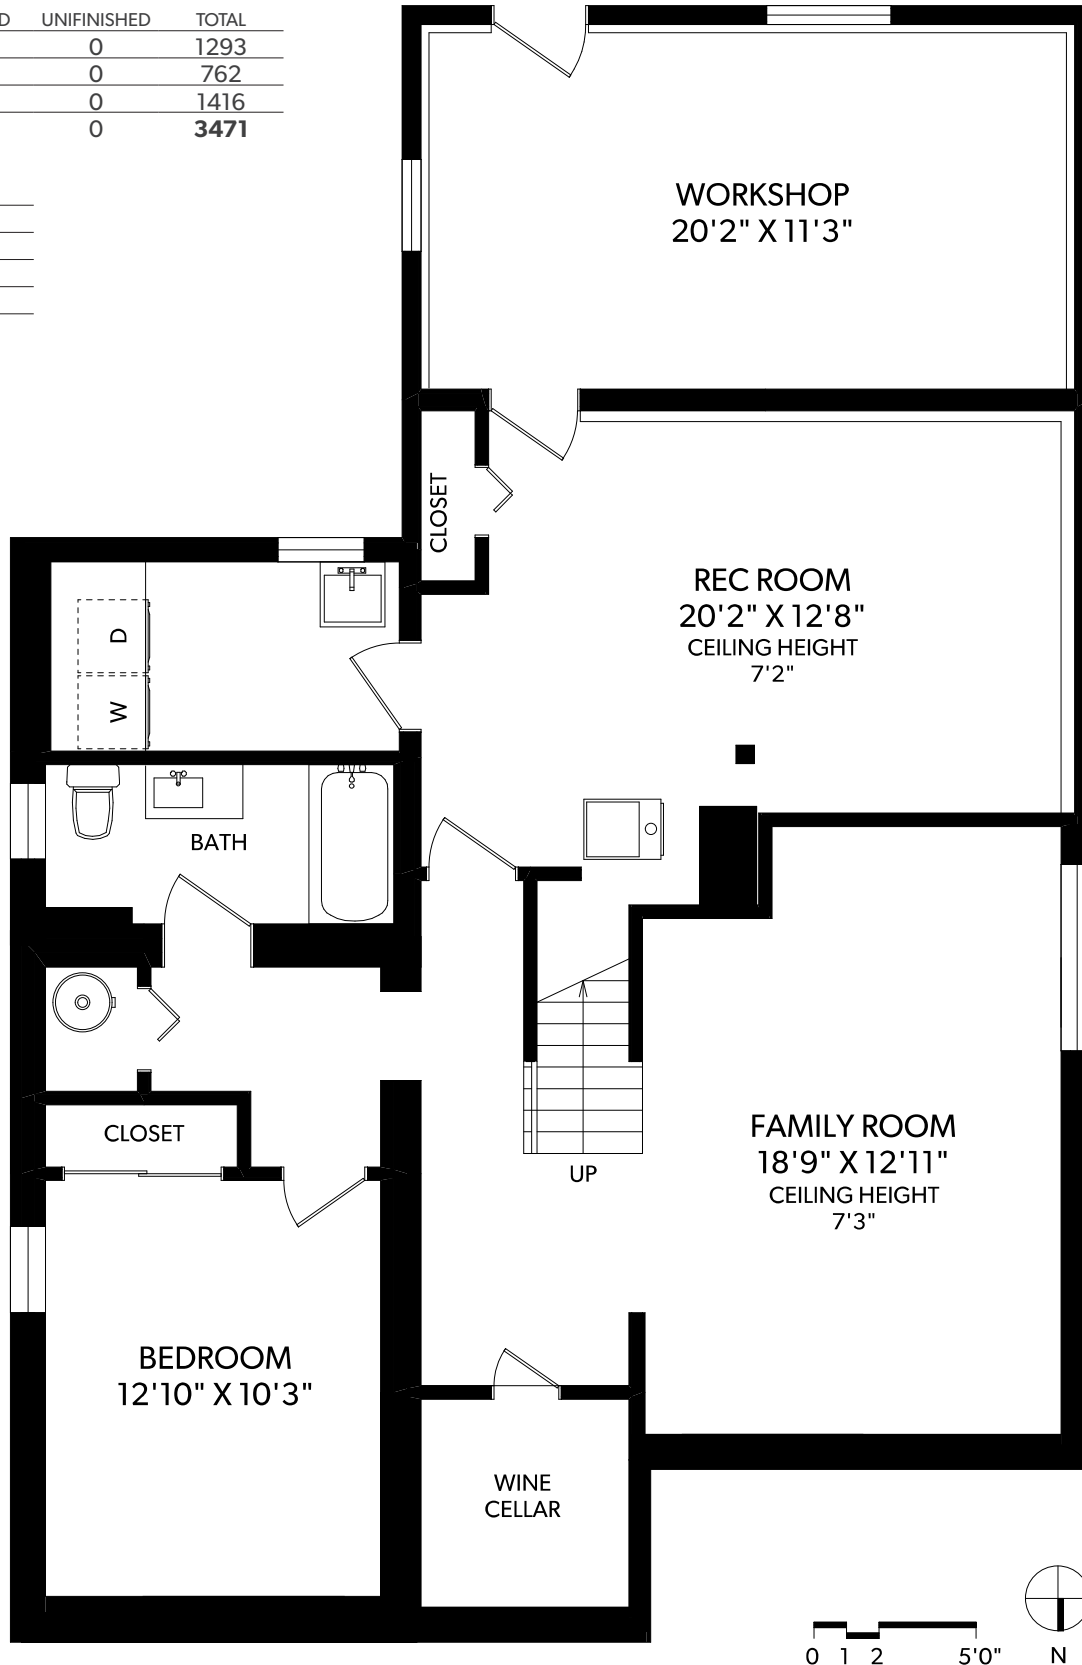 D UNIFINISHED TOTAL
0 1293
0 762
0 1416
0 3471
WORKSHOP
20'2" X 11'3"
CLOSET
REC ROOM
20'2" X 12'8"
CEILING HEIGHT
7'2"
D
W
BATH
CLOSET
UP
FAMILY ROOM
18'9" X 12'11"
CEILING HEIGHT
7'3"
BEDROOM
12'10" X 10'3"
WINE
CELLAR
0 1 2 5'0"
N